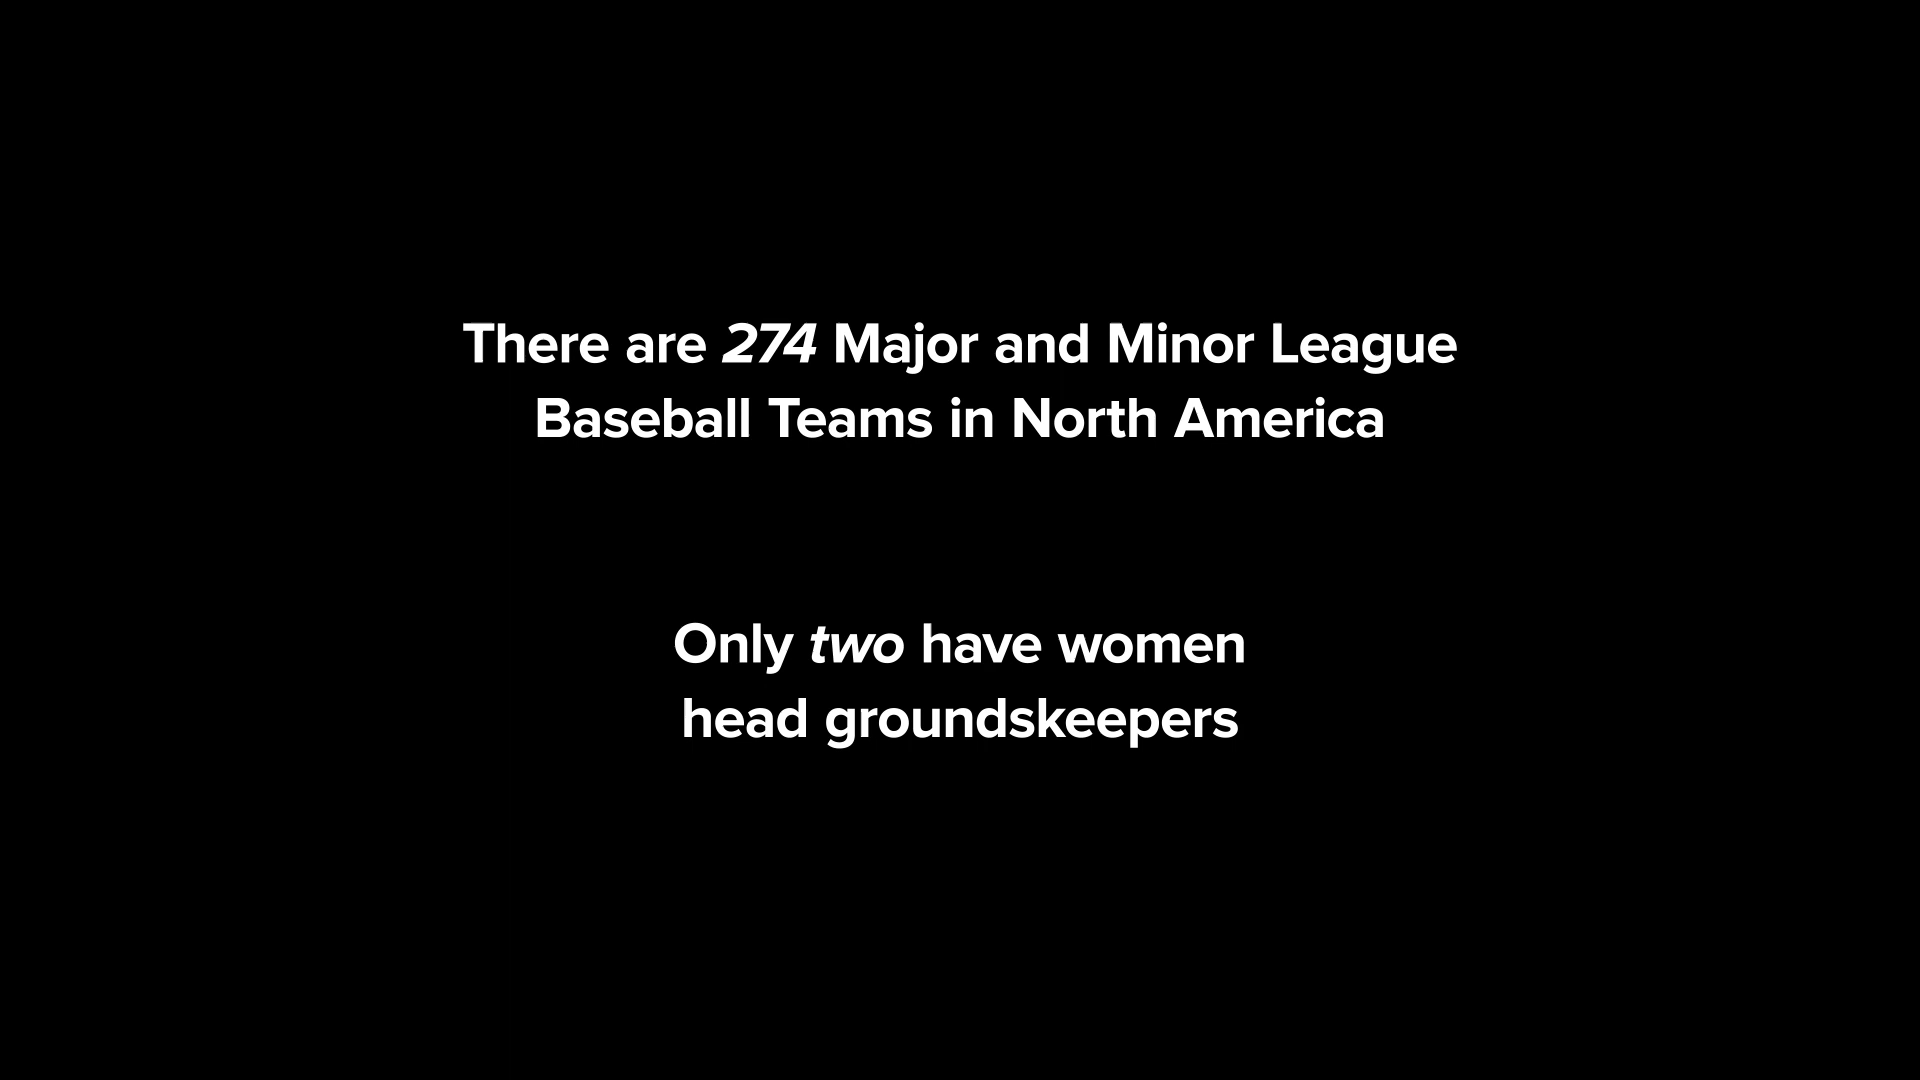 There are 274 Major and Minor League
Baseball Teams in North America
Only two have women
head groundskeepers